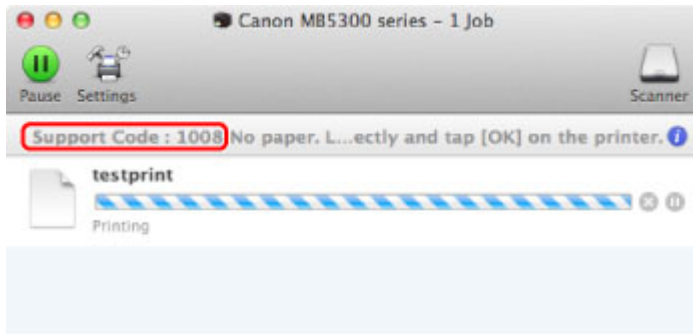 Canon MB5300 series – 1 Job
Pause Settings Scanner
Support Code : 1008 No paper. L...ectly and tap [OK] on the printer.
testprint
Printing